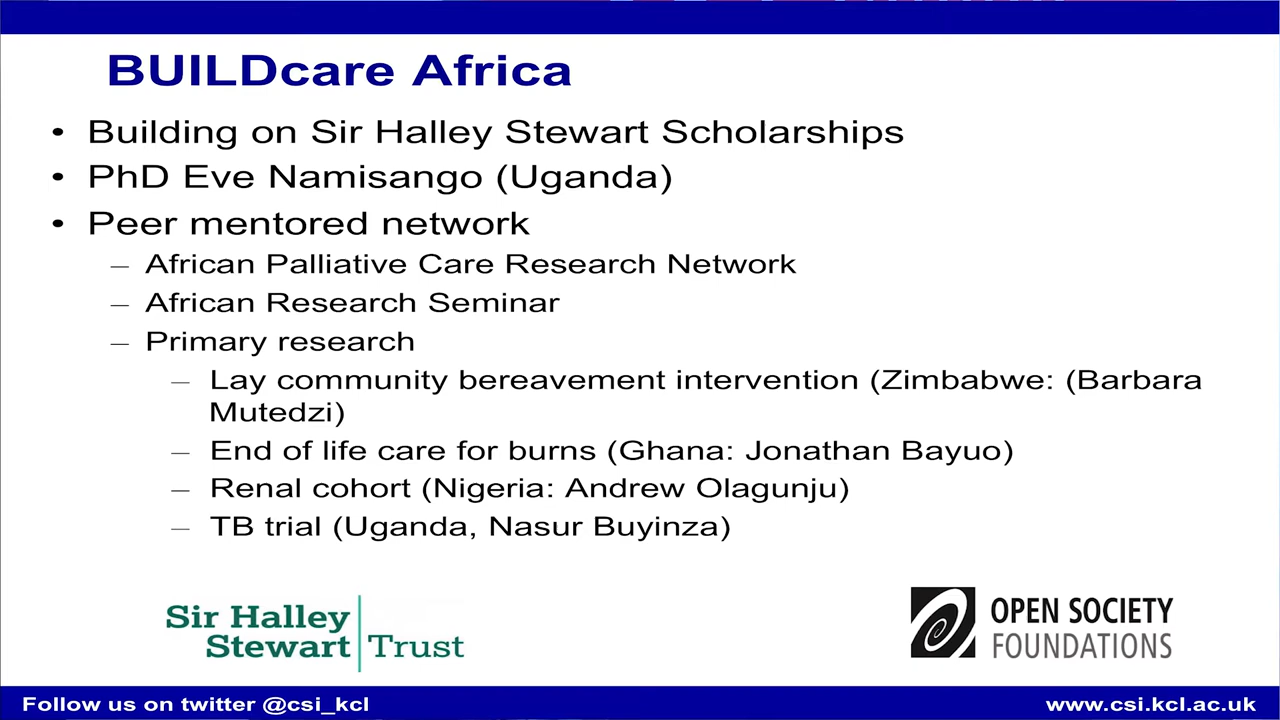 BUILDcare Africa
• Building on Sir Halley Stewart Scholarships
• PhD Eve Namisango (Uganda)
• Peer mentored network
– African Palliative Care Research Network
– African Research Seminar
– Primary research
– Lay community bereavement intervention (Zimbabwe: (Barbara
Mutedzi)
– End of life care for burns (Ghana: Jonathan Bayuo)
– Renal cohort (Nigeria: Andrew Olagunju)
– TB trial (Uganda, Nasur Buyinza)
Sir Halley
Stewart Trust
OPEN SOCIETY
FOUNDATIONS
Follow us on twitter @csi_kcl
www.csi.kcl.ac.uk